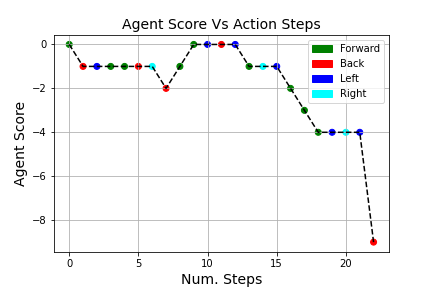 Agent Score Vs Action Steps
Agent Score
0
−2
−4
−6
−8
Forward
Back
Left
Right
0 5 10 15 20
Num. Steps